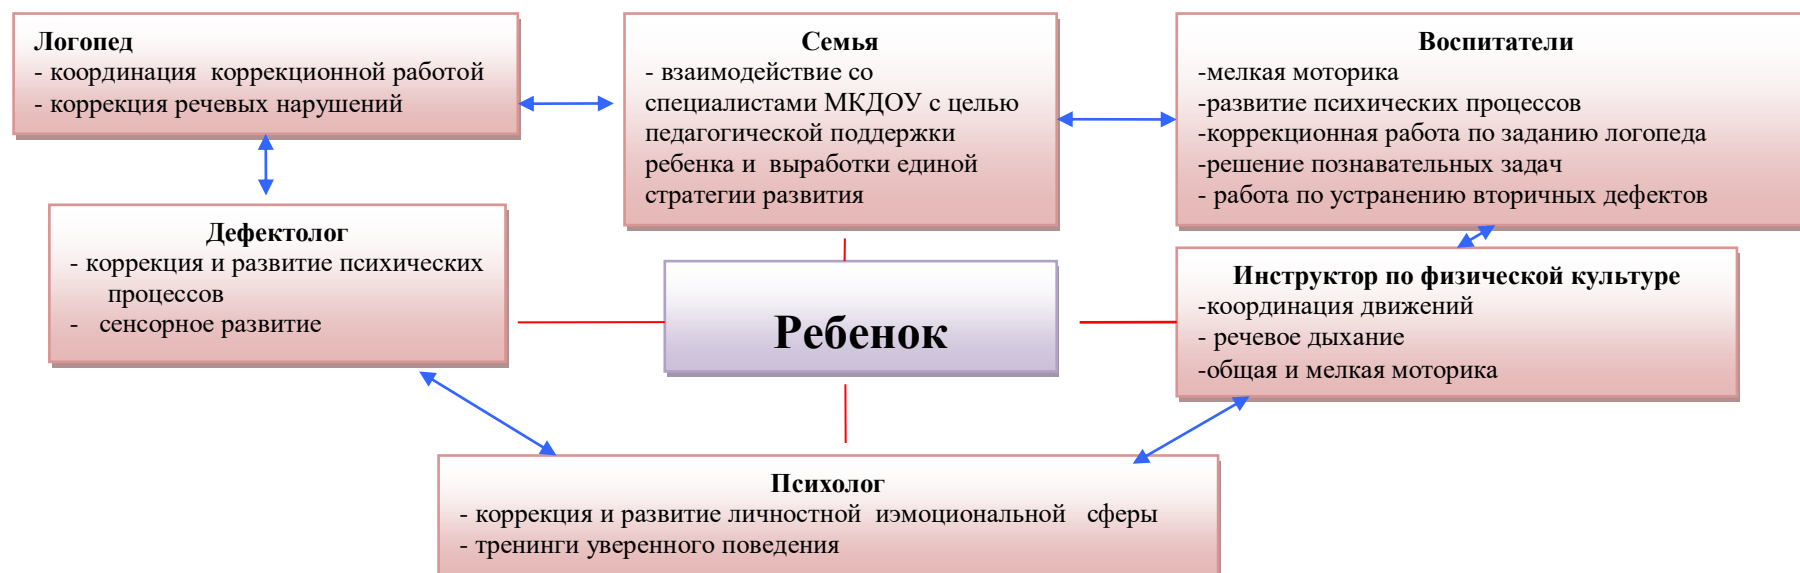 Логопед
- координация  коррекционной работой
- коррекция речевых нарушений
Семья
- взаимодействие со
специалистами МКДОУ с целью
педагогической поддержки
ребенка и  выработки единой
стратегии развития
Воспитатели
-мелкая моторика
-развитие психических процессов
-коррекционная работа по заданию логопеда
-решение познавательных задач
- работа по устранению вторичных дефектов
Дефектолог
- коррекция и развитие психических
процессов
-   сенсорное развитие
Ребенок
Инструктор по физической культуре
-координация движений
- речевое дыхание
-общая и мелкая моторика
Психолог
- коррекция и развитие личностной  иэмоциональной   сферы
- тренинги уверенного поведения